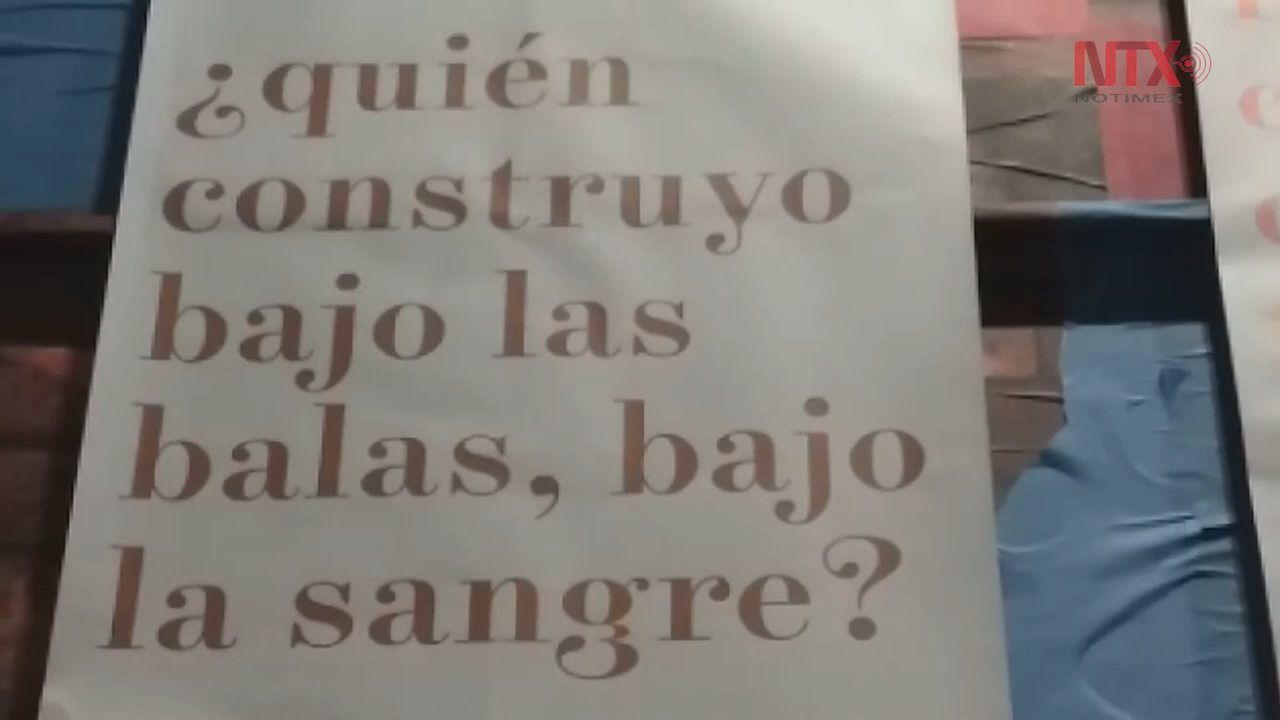 ¿quién
construyo
bajo las
balas, bajo
la sangre?
NTX
NOTIMEX